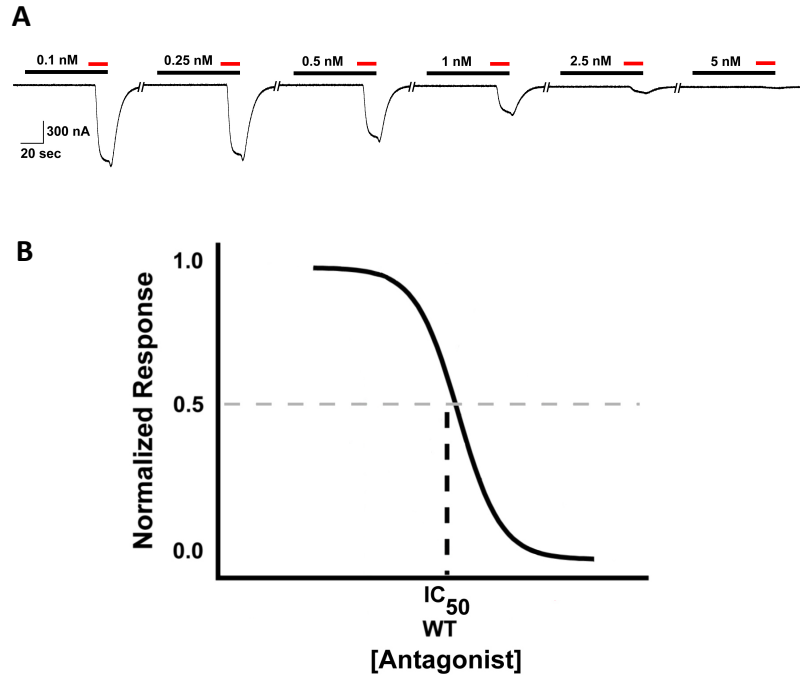 A
0.1 nM 0.25 nM 0.5 nM 1 nM 2.5 nM 5 nM
300 nA
20 sec
B
1.0
0.5
0.0
Normalized Response
IC50
WT
[Antagonist]